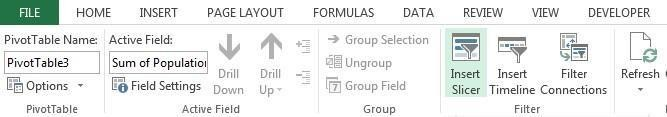 FILE HOME INSERT PAGE LAYOUT FORMULAS DATA REVIEW VIEW DEVELOPER
PivotTable Name:
PivotTable3
Options
PivotTable
Active Field:
Sum of Population
Field Settings
Drill
Down
Drill
Up
Active Field
Group Selection
Ungroup
Group Field
Group
Insert
Slicer
Insert
Timeline
Filter
Connections
Filter
Refresh